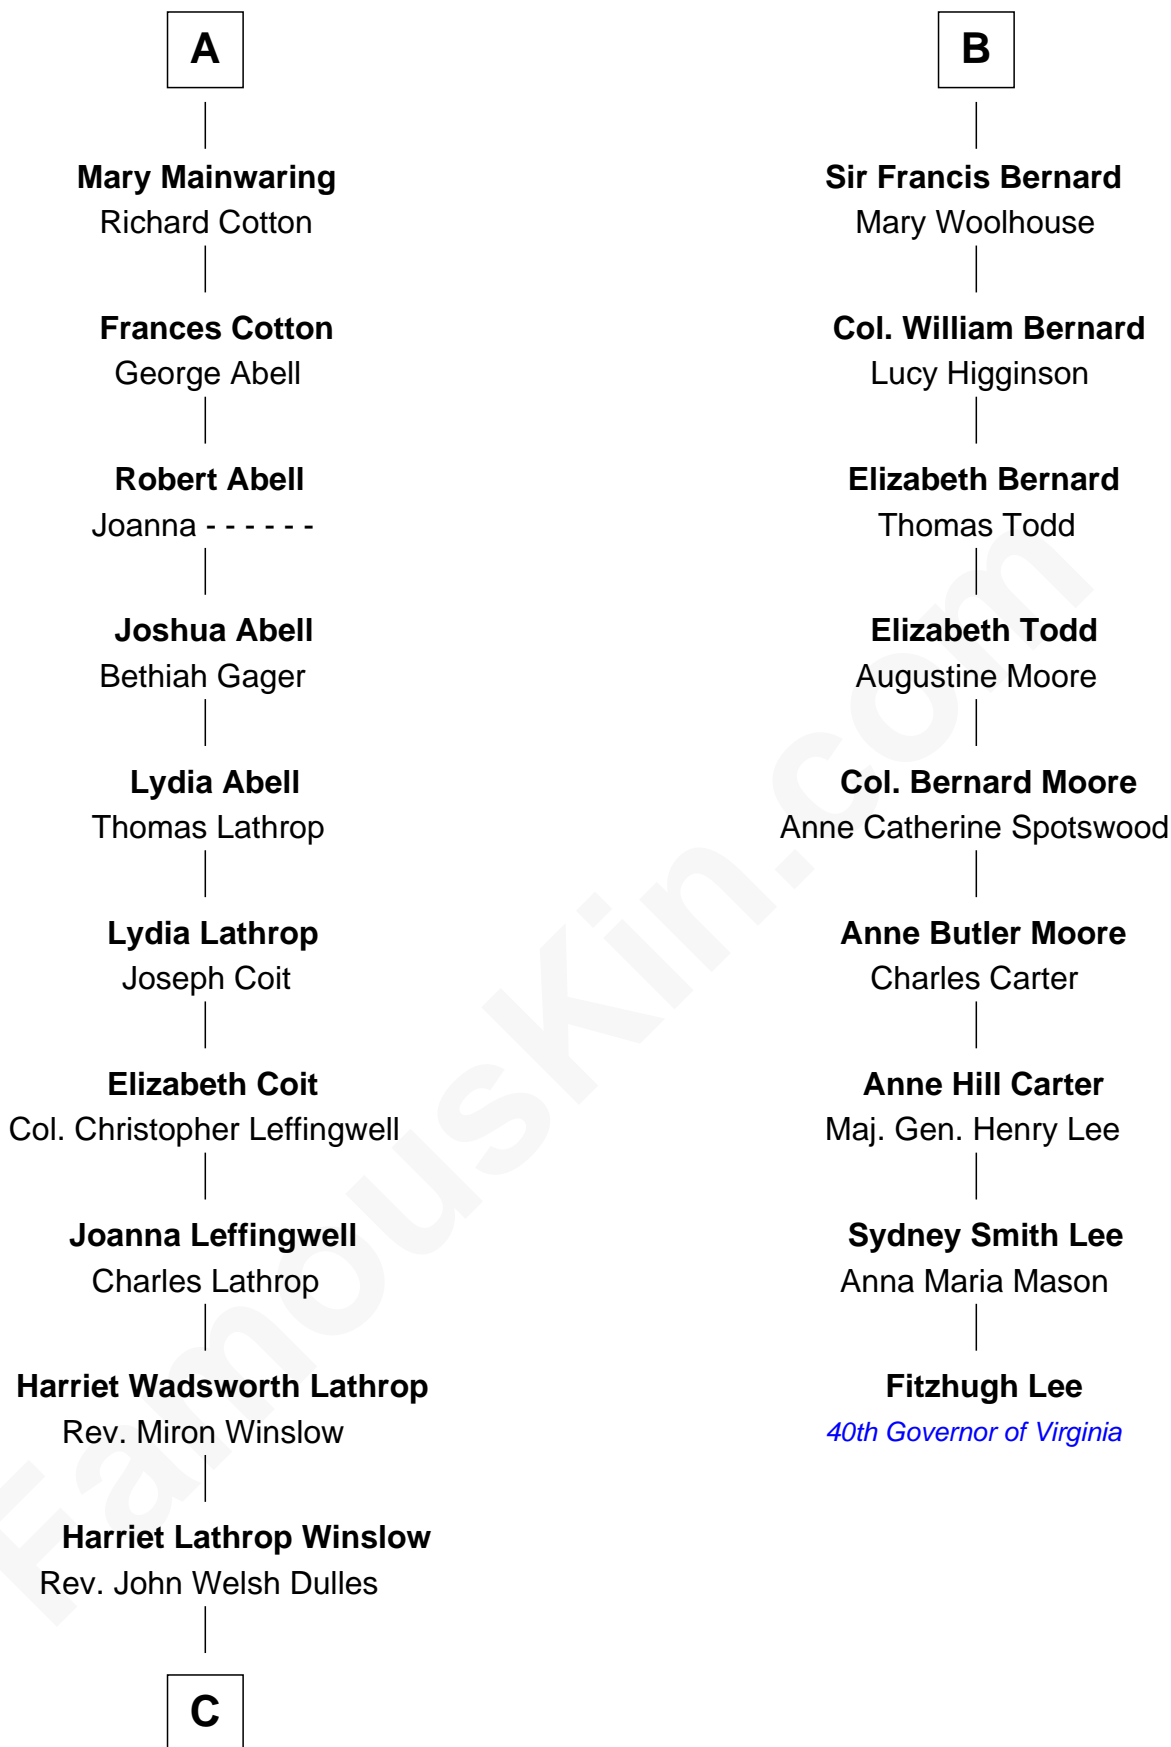 A
Mary Mainwaring
Richard Cotton
Frances Cotton
George Abell
Robert Abell
Joanna - - - - - -
Joshua Abell
Bethiah Gager
Lydia Abell
Thomas Lathrop
Lydia Lathrop
Joseph Coit
Elizabeth Coit
Col. Christopher Leffingwell
Joanna Leffingwell
Charles Lathrop
Harriet Wadsworth Lathrop
Rev. Miron Winslow
Harriet Lathrop Winslow
Rev. John Welsh Dulles
C
B
Sir Francis Bernard
Mary Woolhouse
Col. William Bernard
Lucy Higginson
Elizabeth Bernard
Thomas Todd
Elizabeth Todd
Augustine Moore
Col. Bernard Moore
Anne Catherine Spotswood
Anne Butler Moore
Charles Carter
Anne Hill Carter
Maj. Gen. Henry Lee
Sydney Smith Lee
Anna Maria Mason
Fitzhugh Lee
40th Governor of Virginia
FamousKin.com